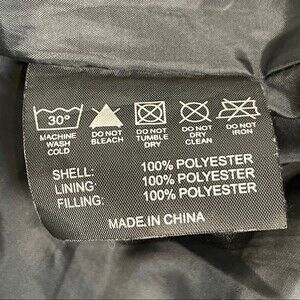 30°
MACHINE WASH COLD
DO NOT BLEACH
DO NOT TUMBLE DRY
DO NOT DRY CLEAN
DO NOT IRON
SHELL: 100% POLYESTER
LINING: 100% POLYESTER
FILLING: 100% POLYESTER
MADE.IN CHINA